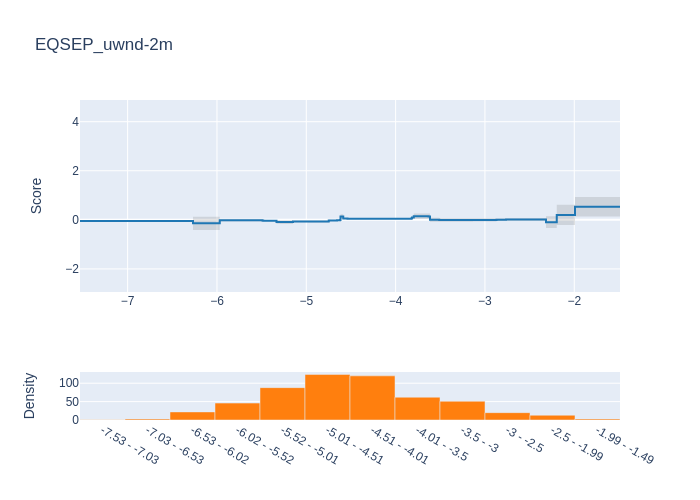 EQSEP_uwnd-2m
Score
4
2
0
−2
−7
−6
−5
−4
−3
−2
Density
100
50
0
-7.53 - -7.03
-7.03 - -6.53
-6.53 - -6.02
-6.02 - -5.52
-5.52 - -5.01
-5.01 - -4.51
-4.51 - -4.01
-4.01 - -3.5
-3.5 - -3
-3 - -2.5
-2.5 - -1.99
-1.99 - -1.49